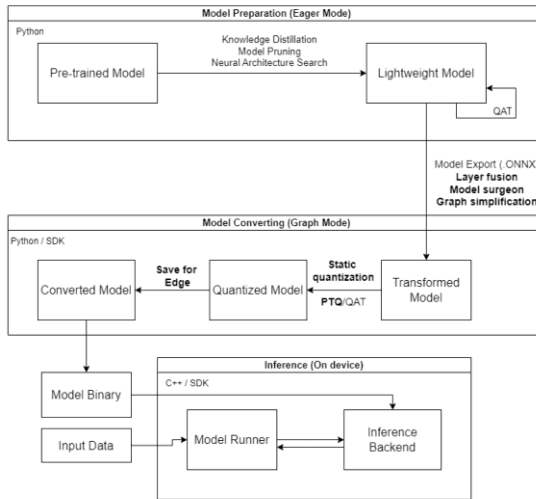 Model Preparation (Eager Mode)
Python
Knowledge Distillation
Model Pruning
Neural Architecture Search
Pre-trained Model
Lightweight Model
QAT
Model Export (.ONNX)
Layer fusion
Model surgeon
Graph simplification
Model Converting (Graph Mode)
Python / SDK
Converted Model
Save for
Edge
Quantized Model
Static
quantization
PTQ/QAT
Transformed
Model
Model Binary
Input Data
Inference (On device)
C++ / SDK
Model Runner
Inference
Backend